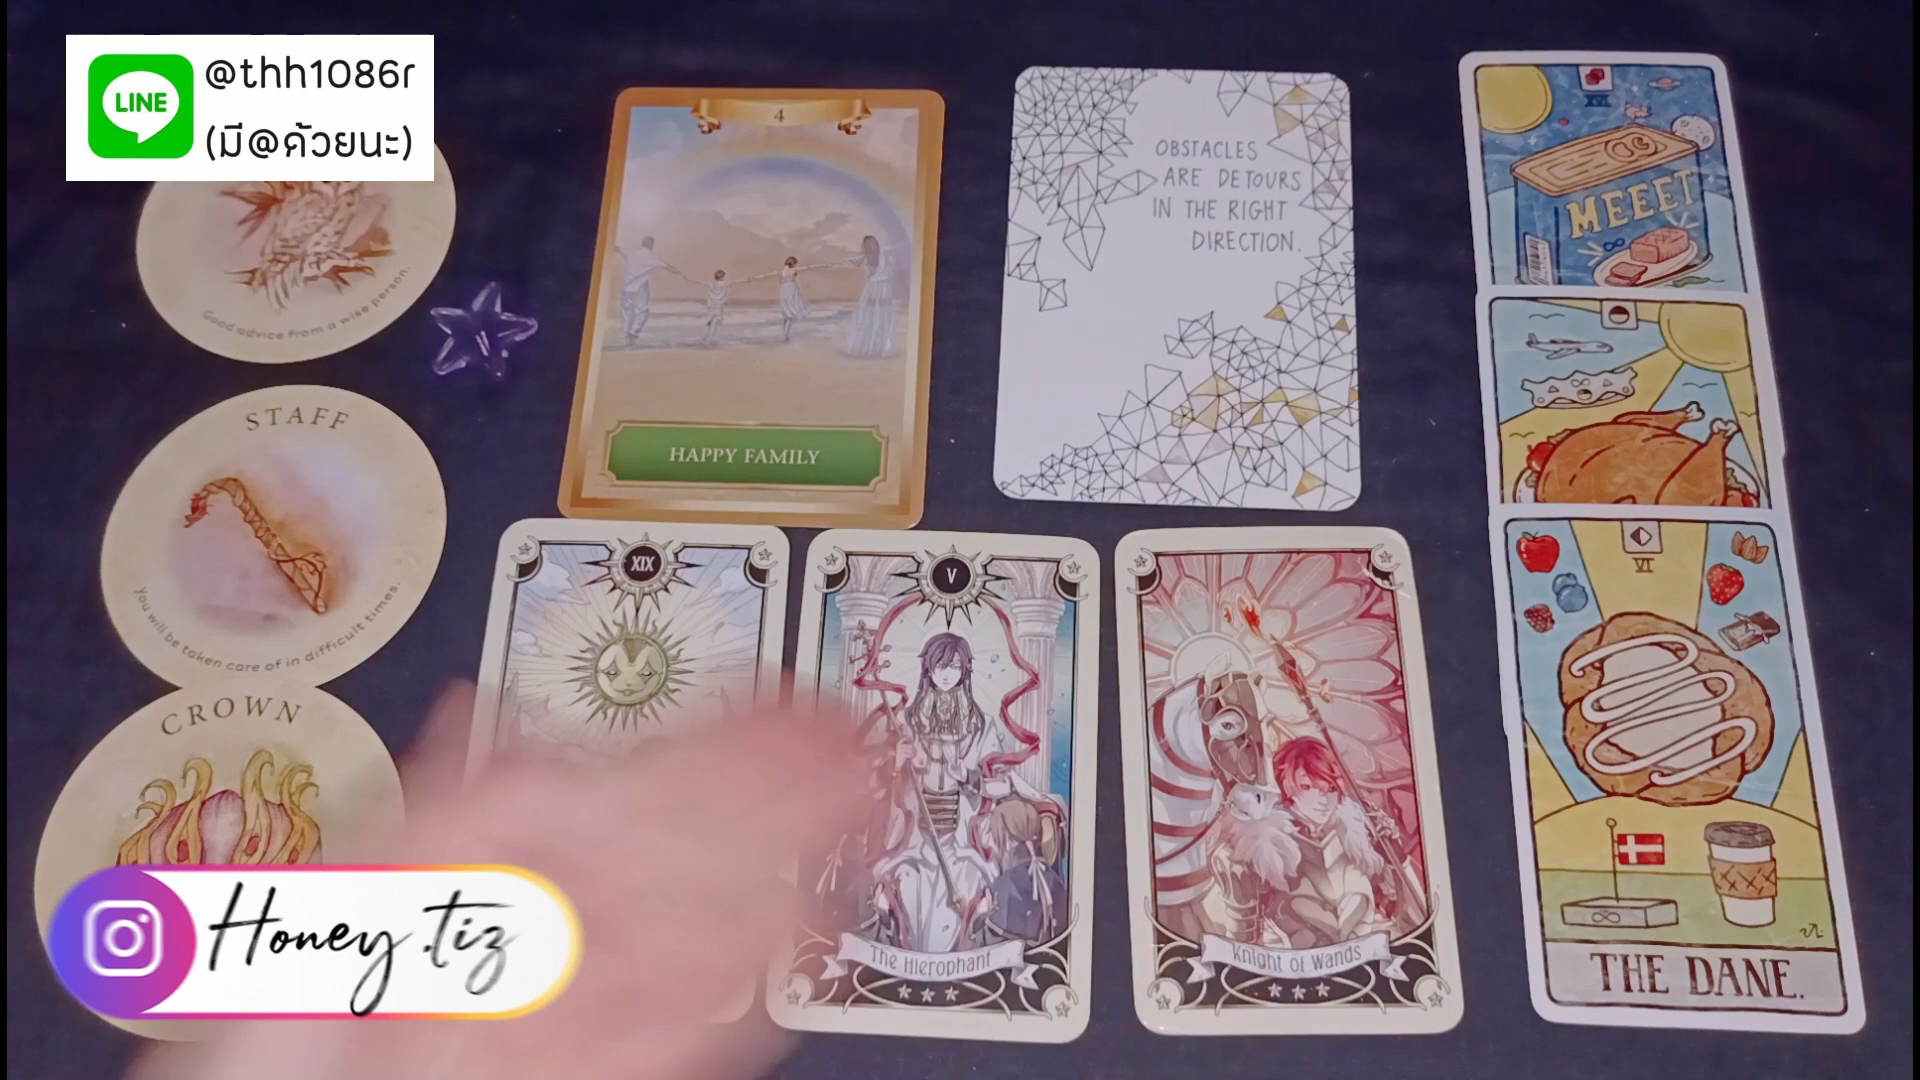 LINE
@thh1086r
(มี@ด้วยนะ)
Good advice from a wise person.
STAFF
You will be taken care of in difficult times.
CROWN
Honey.tiz
4
HAPPY FAMILY
OBSTACLES
ARE DETOURS
IN THE RIGHT
DIRECTION.
XIX
V
The Hierophant
Knight of Wands
XVI
MEEET
VI
THE DANE.